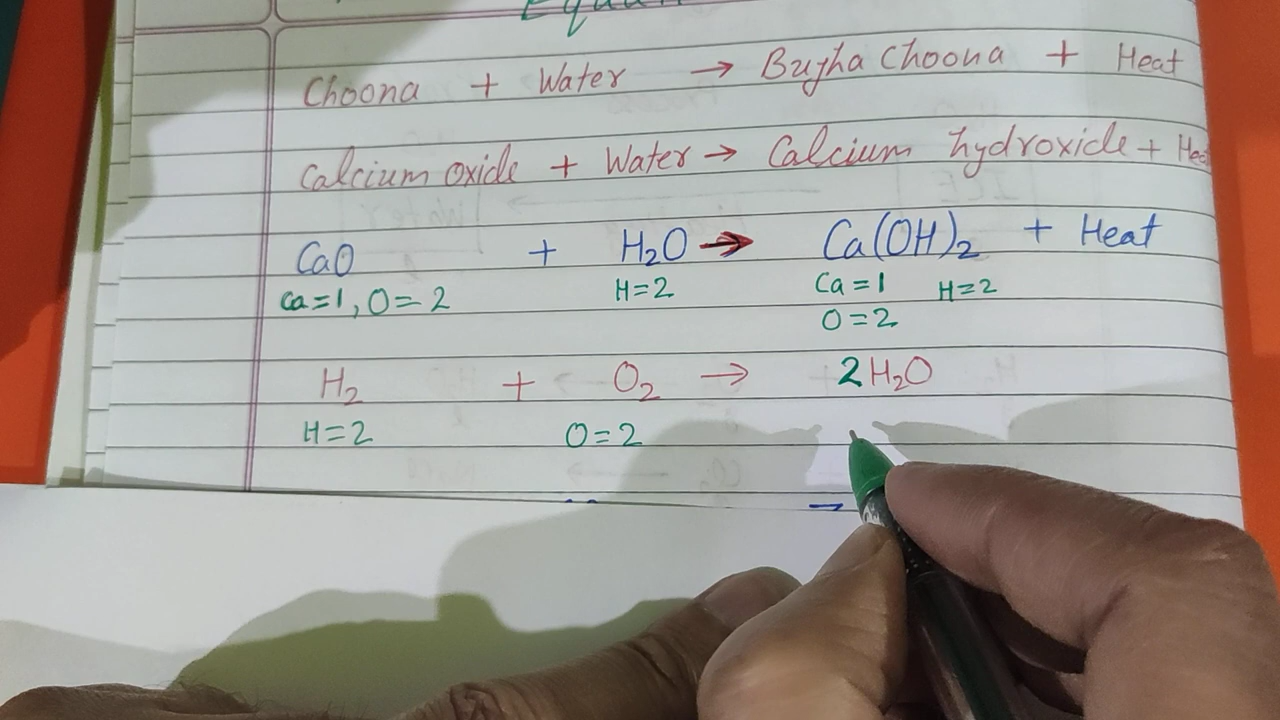 Choona + Water → Bujha Choona + Heat
Calcium oxide + Water → Calcium hydroxide +
CaO + H₂O → Ca(OH)₂ + Heat
Ca=1, O=2 H=2 Ca=1 H=2
O=2
H₂ + O₂ → 2H₂O
H=2 O=2